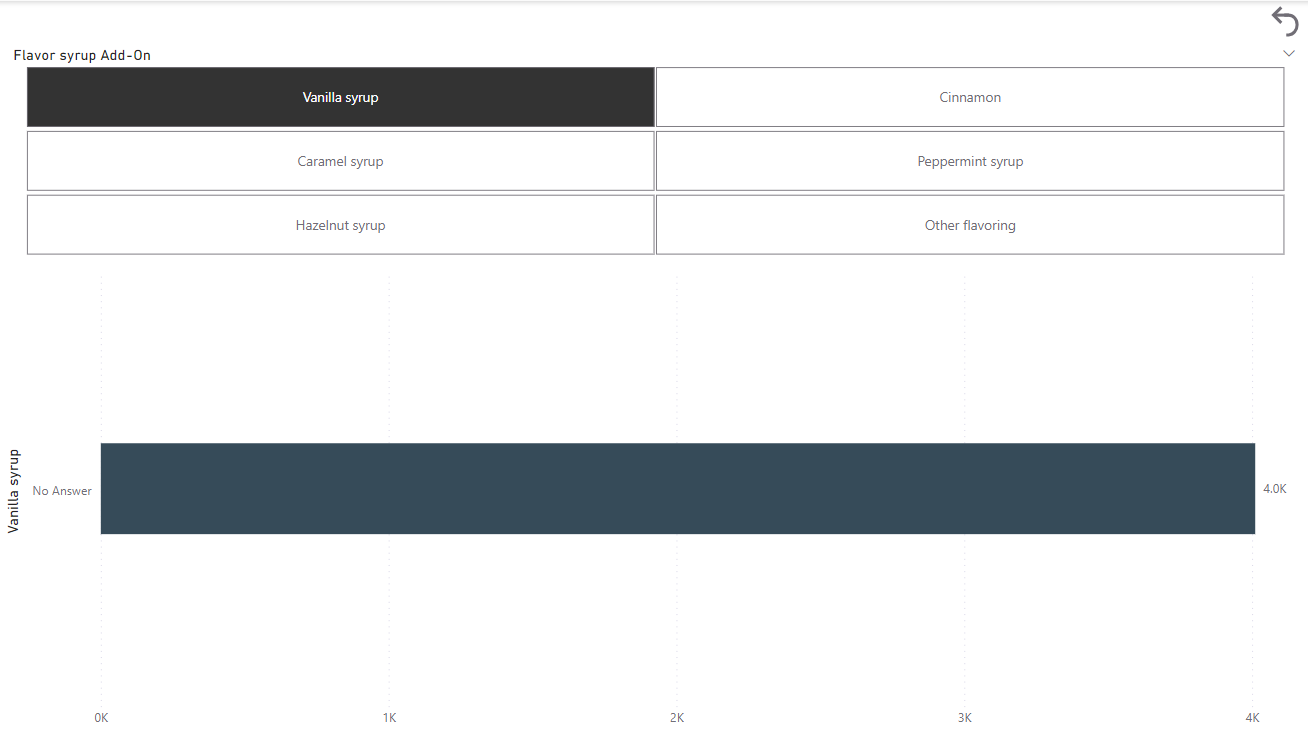 Flavor syrup Add-On
Vanilla syrup
Cinnamon
Caramel syrup
Peppermint syrup
Hazelnut syrup
Other flavoring
Vanilla syrup
No Answer
4.0K
0K
1K
2K
3K
4K